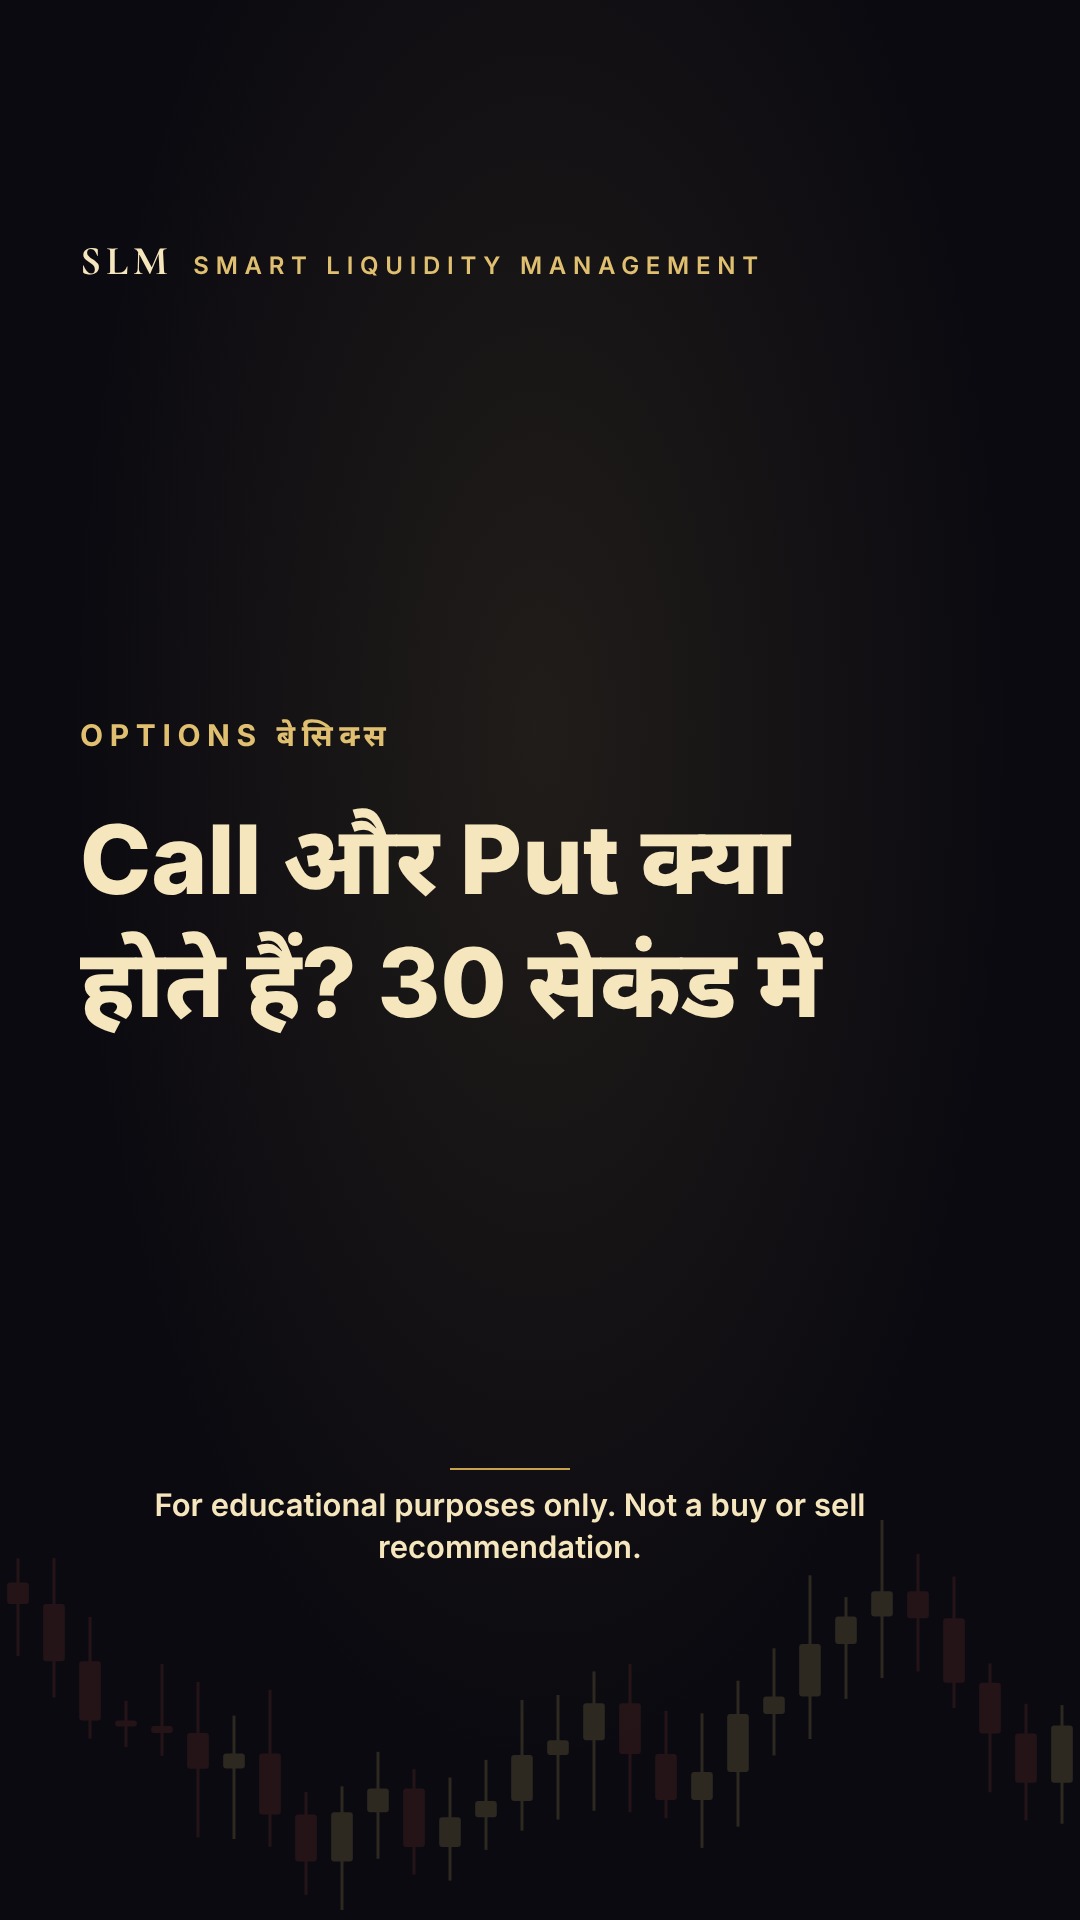 SLM SMART LIQUIDITY MANAGEMENT
OPTIONS बेसिक्स
Call और Put क्या
होते हैं? 30 सेकंड में
For educational purposes only. Not a buy or sell
recommendation.